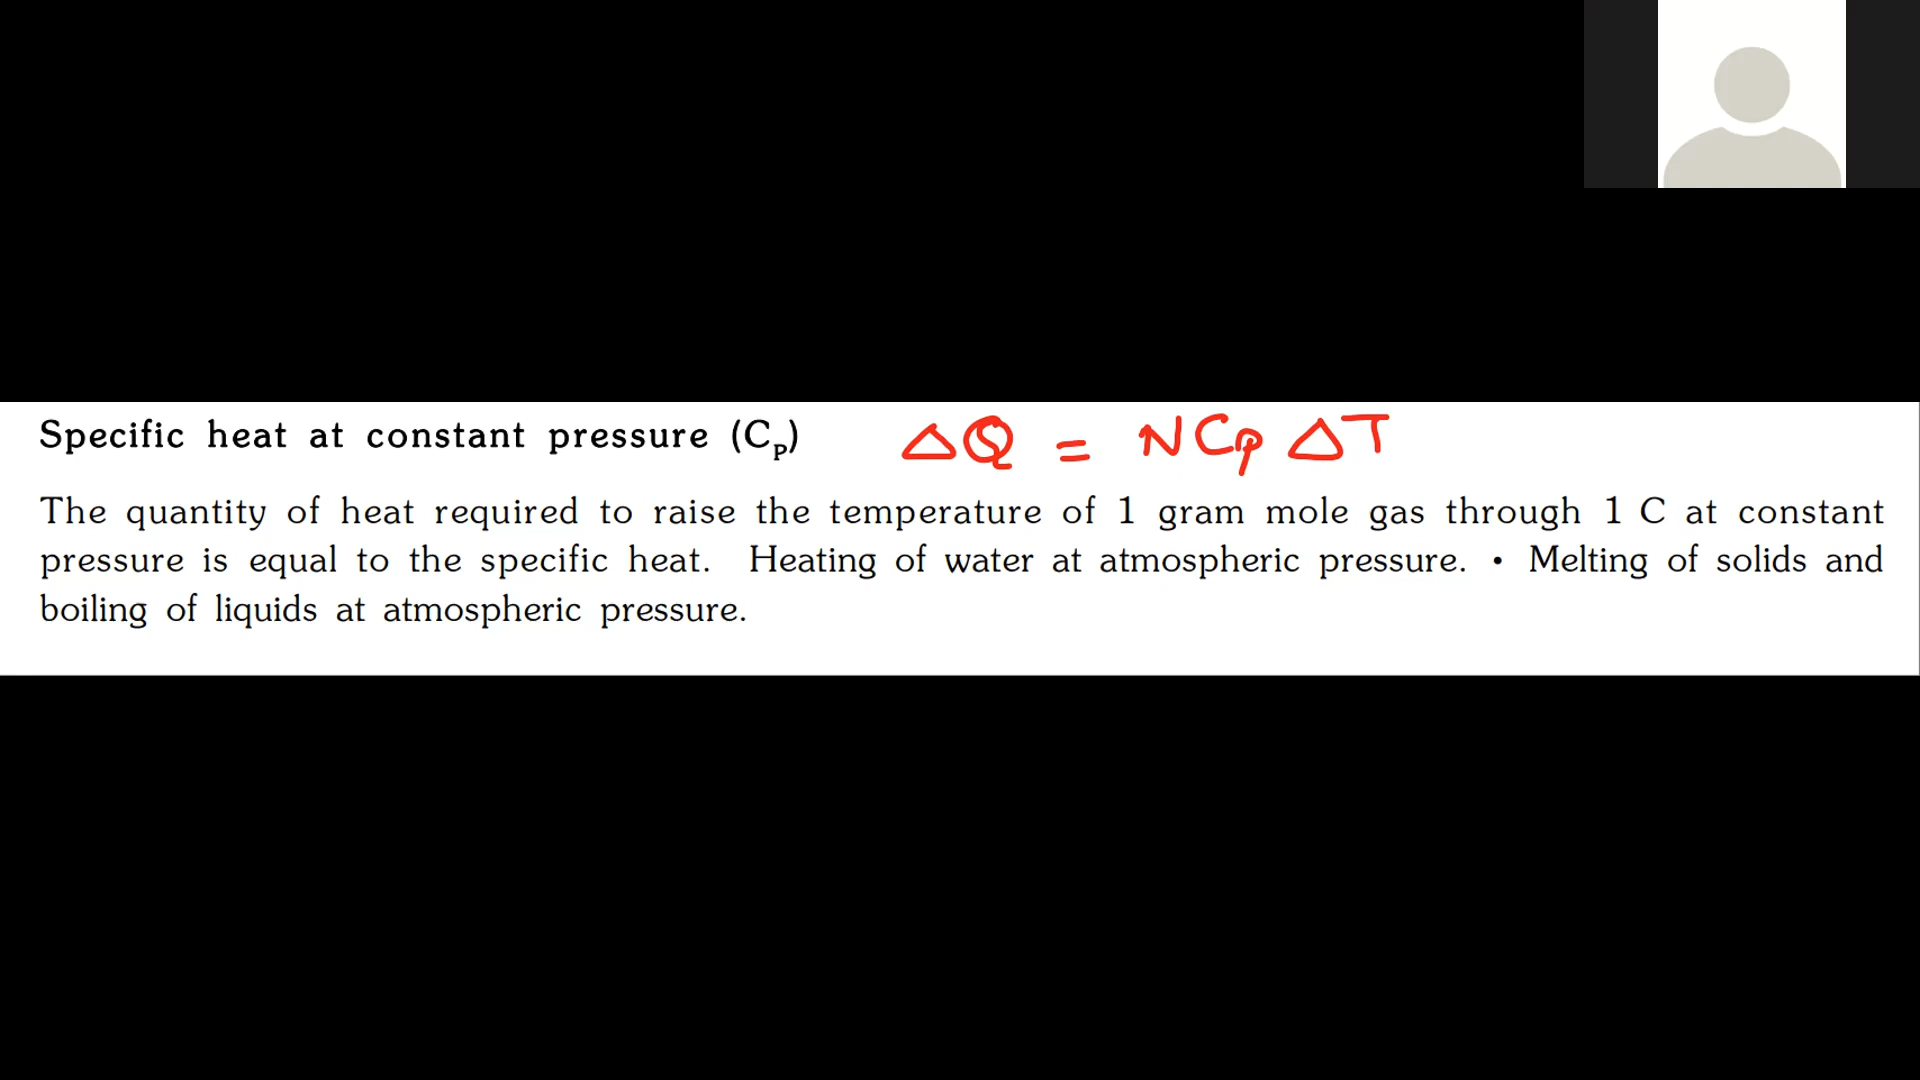 Specific heat at constant pressure (Cₚ) ΔQ = NCp ΔT
The quantity of heat required to raise the temperature of 1 gram mole gas through 1 C at constant
pressure is equal to the specific heat. Heating of water at atmospheric pressure. • Melting of solids and
boiling of liquids at atmospheric pressure.